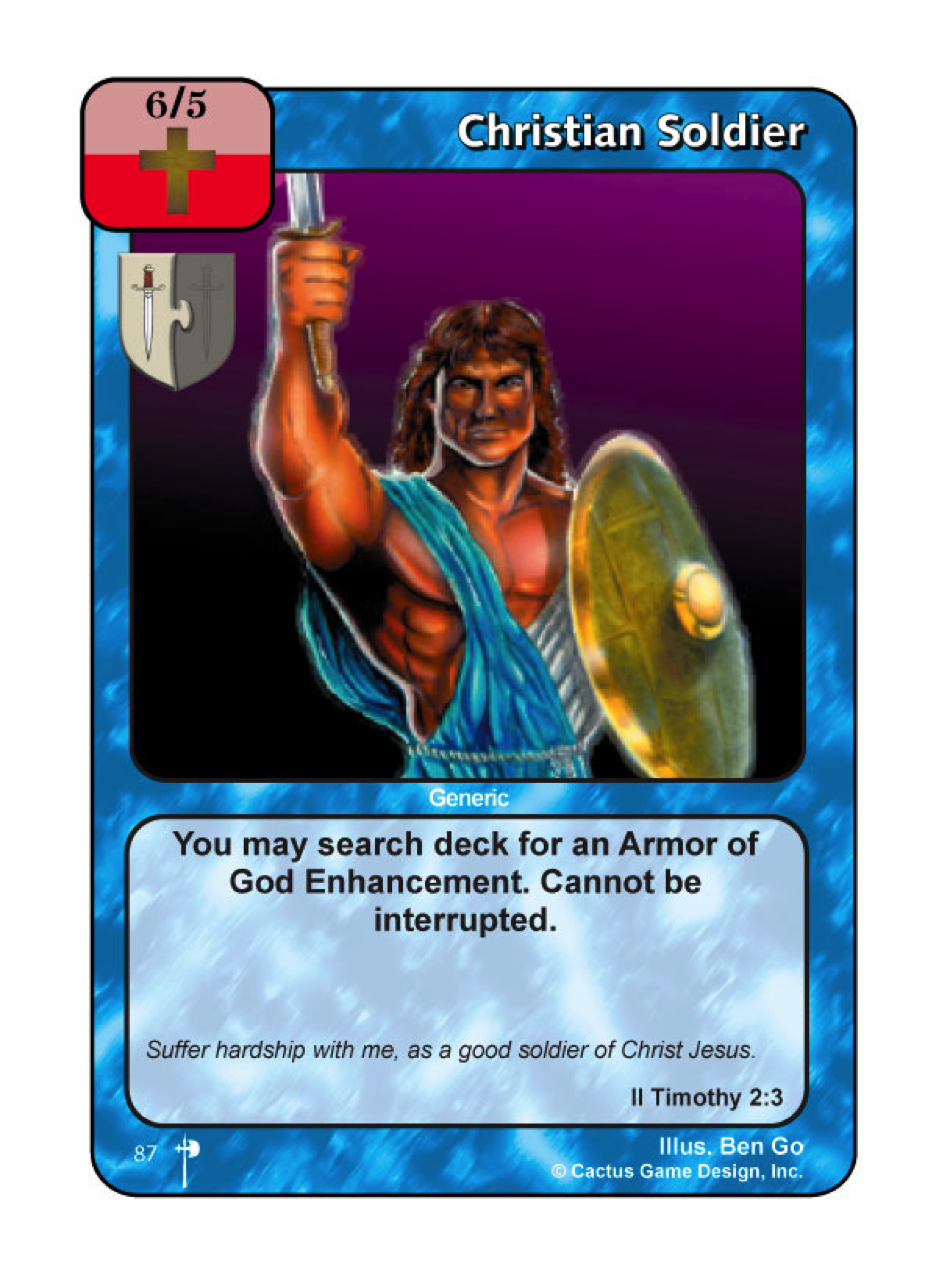 6/5
Christian Soldier
Generic
You may search deck for an Armor of
God Enhancement. Cannot be
interrupted.
Suffer hardship with me, as a good soldier of Christ Jesus.
II Timothy 2:3
87
Illus. Ben Go
© Cactus Game Design, Inc.